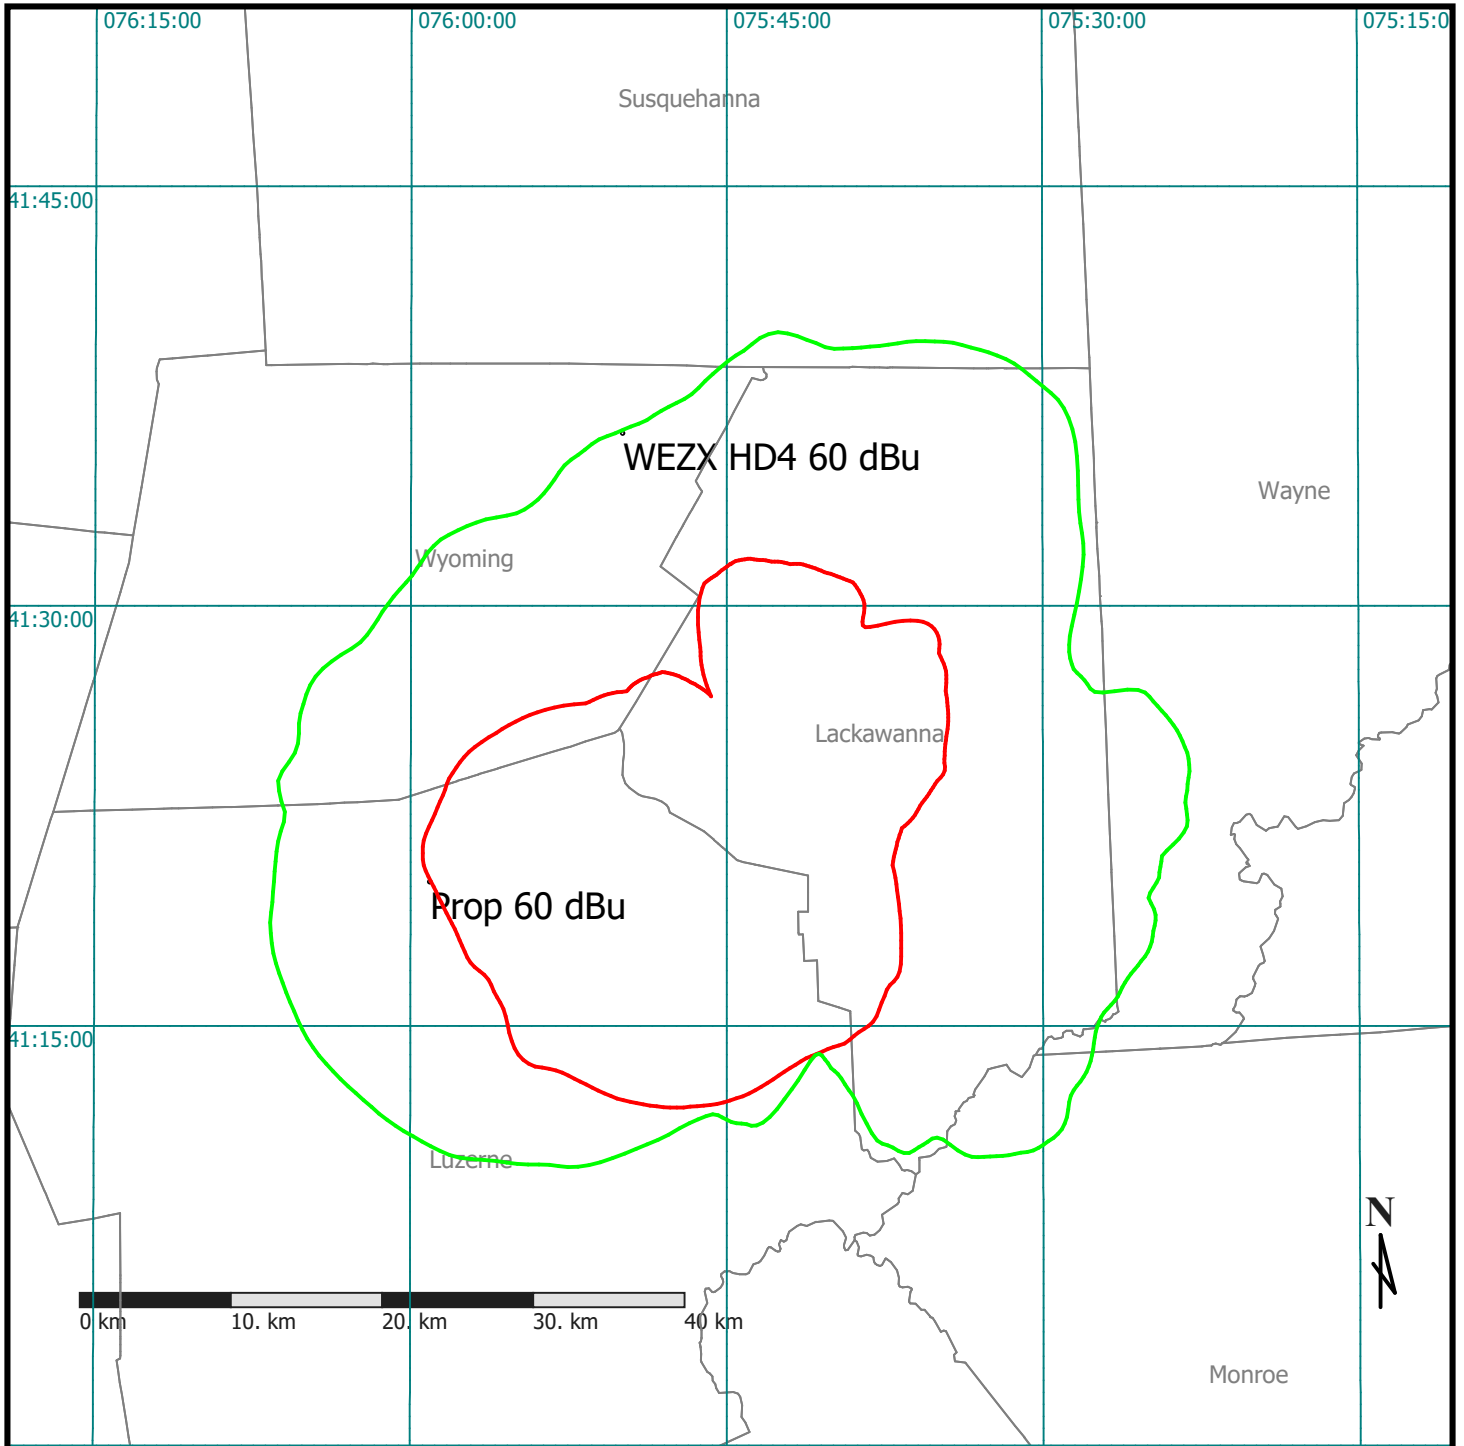 076:15:00
076:00:00
075:45:00
075:30:00
075:15:0
Susquehanna
41:45:00
WEZX HD4 60 dBu
Wayne
Wyoming
41:30:00
Lackawanna
Prop 60 dBu
41:15:00
Luzerne
N
0 km
10. km
20. km
30. km
40 km
Monroe